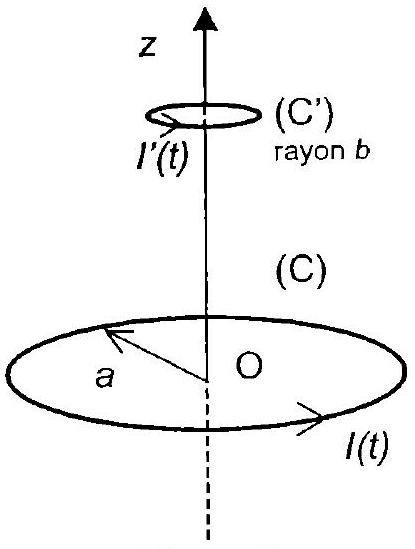 z
(C')
I'(t)
rayon b
(C)
a
O
I(t)